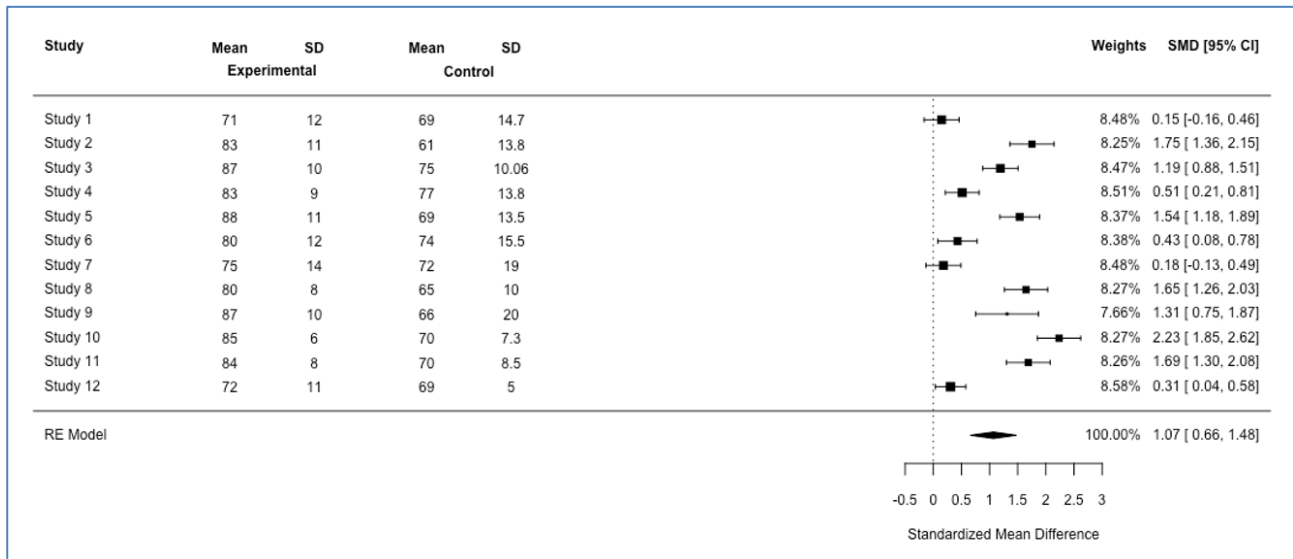 Study Mean SD Mean SD Weights SMD [95% CI]
Experimental Control
Study 1 71 12 69 14.7 8.48% 0.15 [-0.16, 0.46]
Study 2 83 11 61 13.8 8.25% 1.75 [ 1.36, 2.15]
Study 3 87 10 75 10.06 8.47% 1.19 [ 0.88, 1.51]
Study 4 83 9 77 13.8 8.51% 0.51 [ 0.21, 0.81]
Study 5 88 11 69 13.5 8.37% 1.54 [ 1.18, 1.89]
Study 6 80 12 74 15.5 8.38% 0.43 [ 0.08, 0.78]
Study 7 75 14 72 19 8.48% 0.18 [-0.13, 0.49]
Study 8 80 8 65 10 8.27% 1.65 [ 1.26, 2.03]
Study 9 87 10 66 20 7.66% 1.31 [ 0.75, 1.87]
Study 10 85 6 70 7.3 8.27% 2.23 [ 1.85, 2.62]
Study 11 84 8 70 8.5 8.26% 1.69 [ 1.30, 2.08]
Study 12 72 11 69 5 8.58% 0.31 [ 0.04, 0.58]
RE Model 100.00% 1.07 [ 0.66, 1.48]
-0.5 0 0.5 1 1.5 2 2.5 3
Standardized Mean Difference